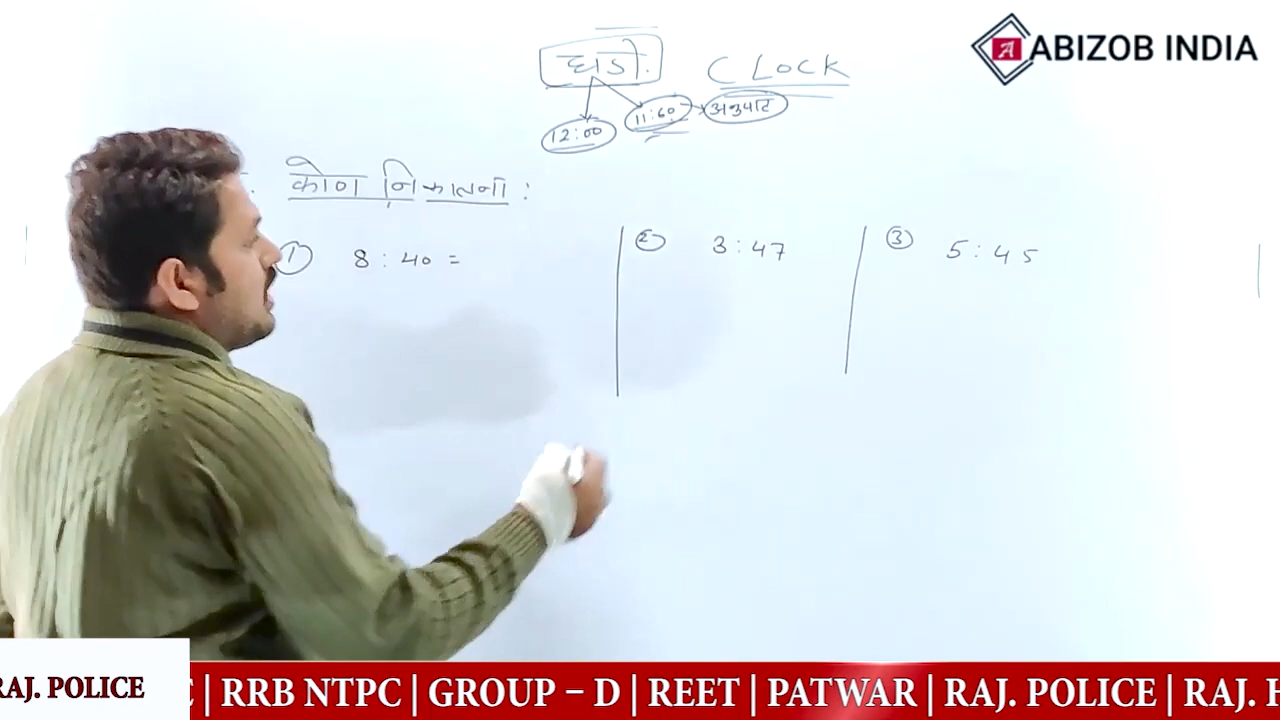 ABIZOB INDIA
घडी. CLOCK
12:00 11:60 अनुपात
कोण निकालना :
① 8 : 40 =
② 3 : 47
③ 5 : 45
RAJ. POLICE
| RRB NTPC | GROUP – D | REET | PATWAR | RAJ. POLICE | RAJ.